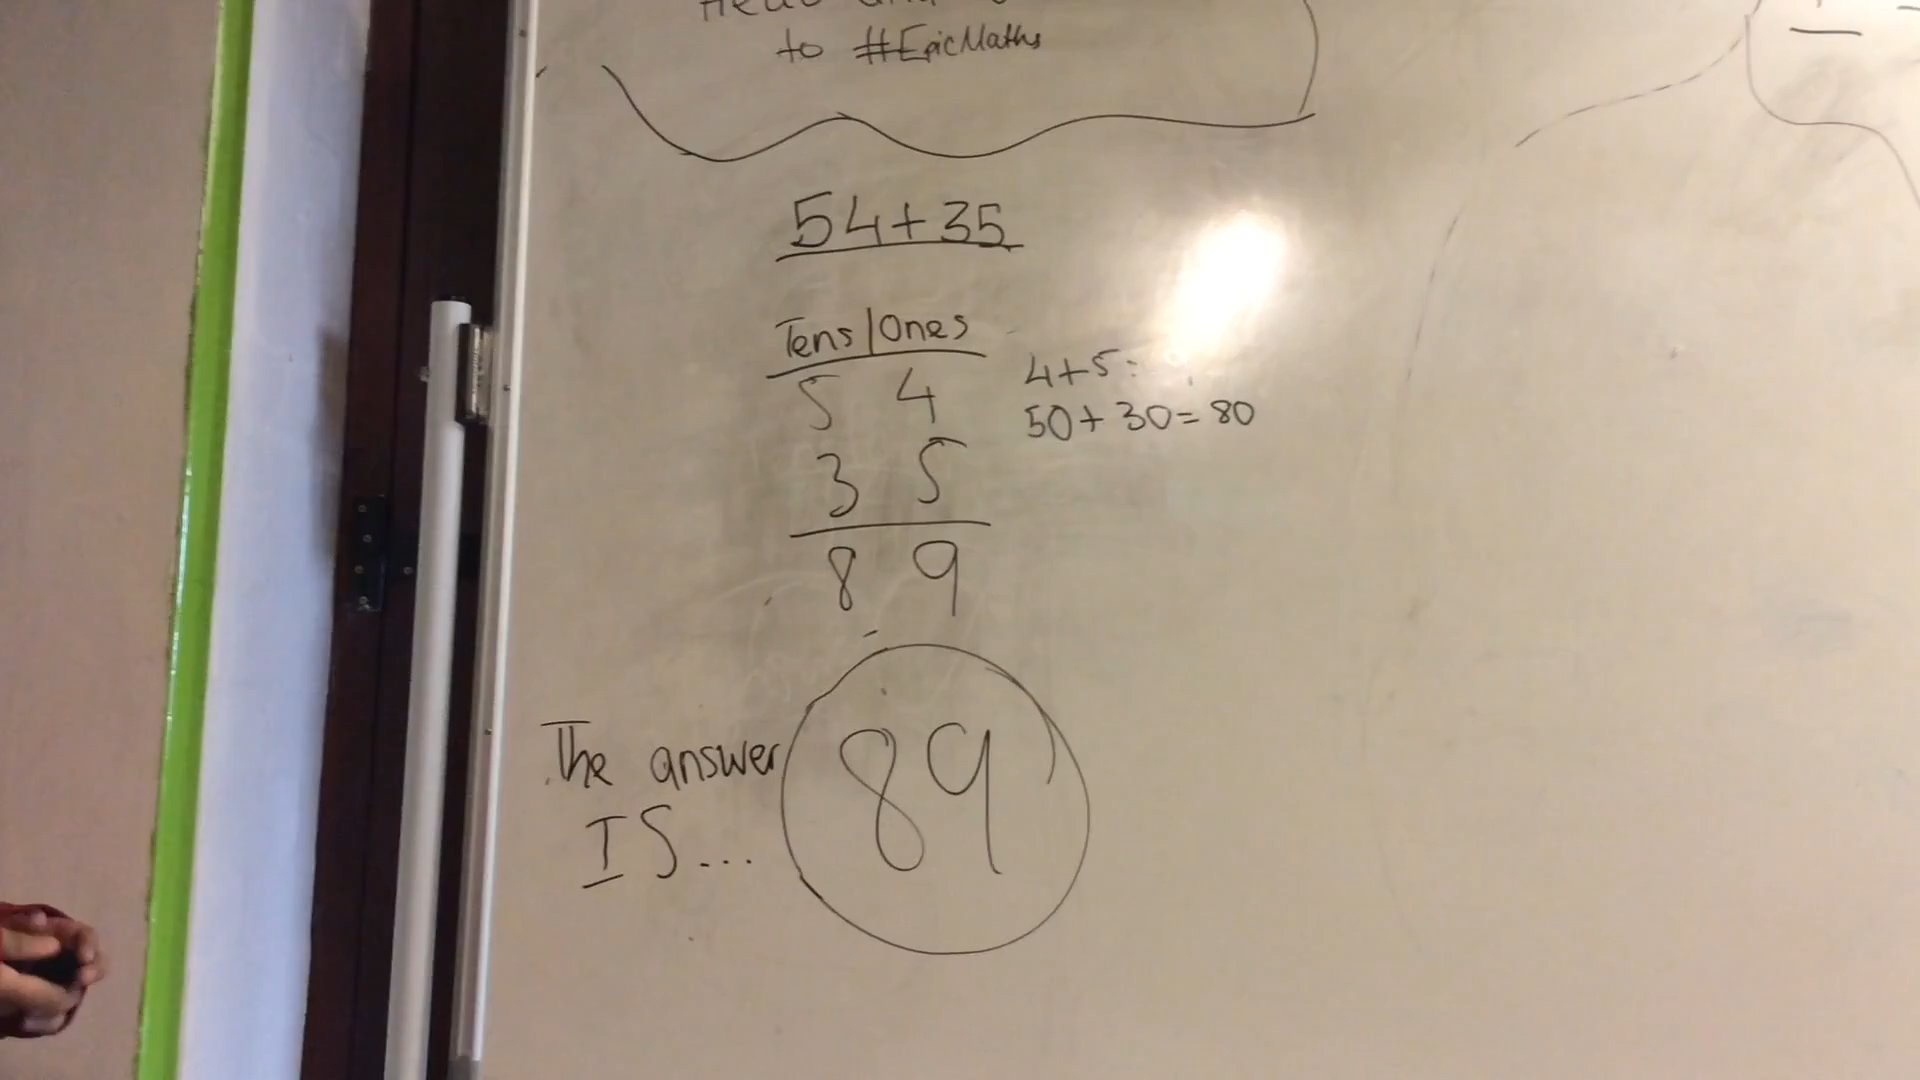 to #EpicMaths
54+35
Tens|Ones
5 4
4+5=
50+30=80
3 5
8 9
The answer
IS...
89